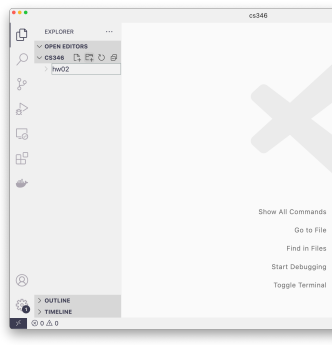 cs346
EXPLORER
OPEN EDITORS
CS346
hw02
Show All Commands
Go to File
Find in Files
Start Debugging
Toggle Terminal
OUTLINE
1
TIMELINE
0 0